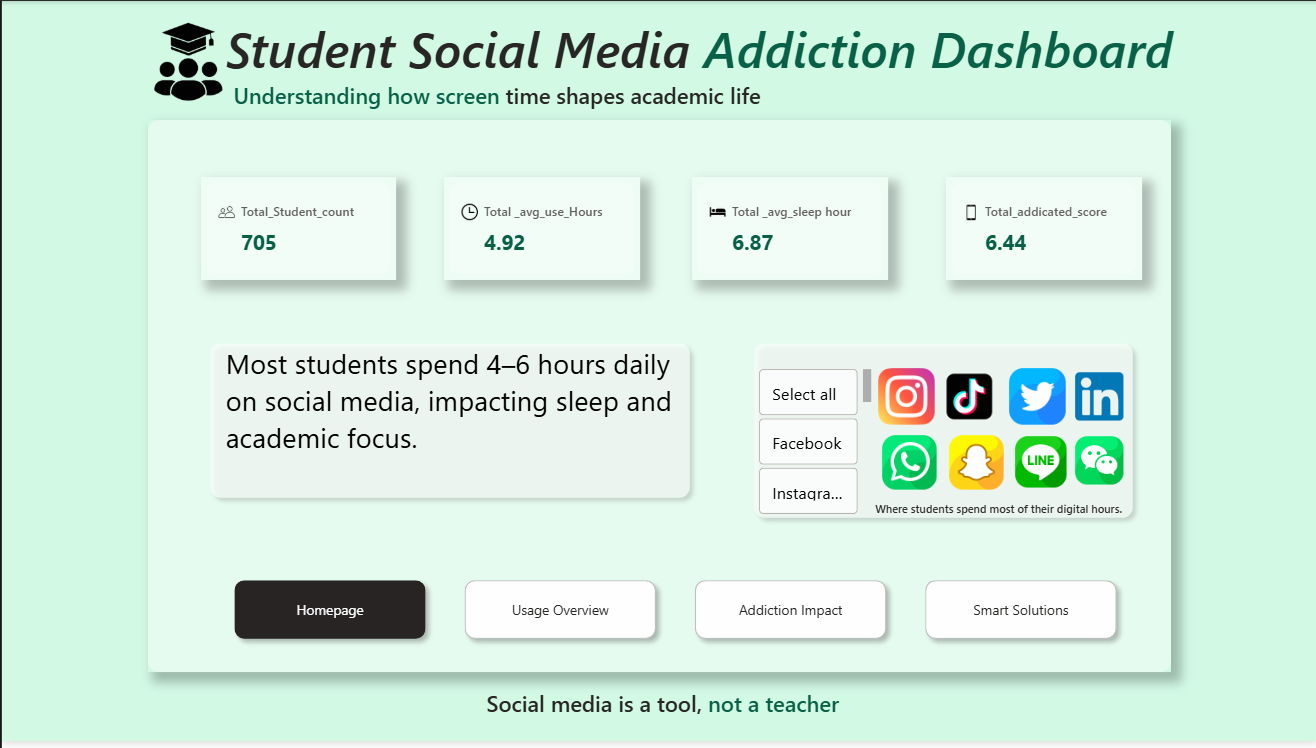 Student Social Media Addiction Dashboard
Understanding how screen time shapes academic life
Total_Student_count
705
Total _avg_use_Hours
4.92
Total _avg_sleep hour
6.87
Total_addicated_score
6.44
Most students spend 4–6 hours daily
on social media, impacting sleep and
academic focus.
Select all
Facebook
Instagra...
LINE
Where students spend most of their digital hours.
Homepage
Usage Overview
Addiction Impact
Smart Solutions
Social media is a tool, not a teacher